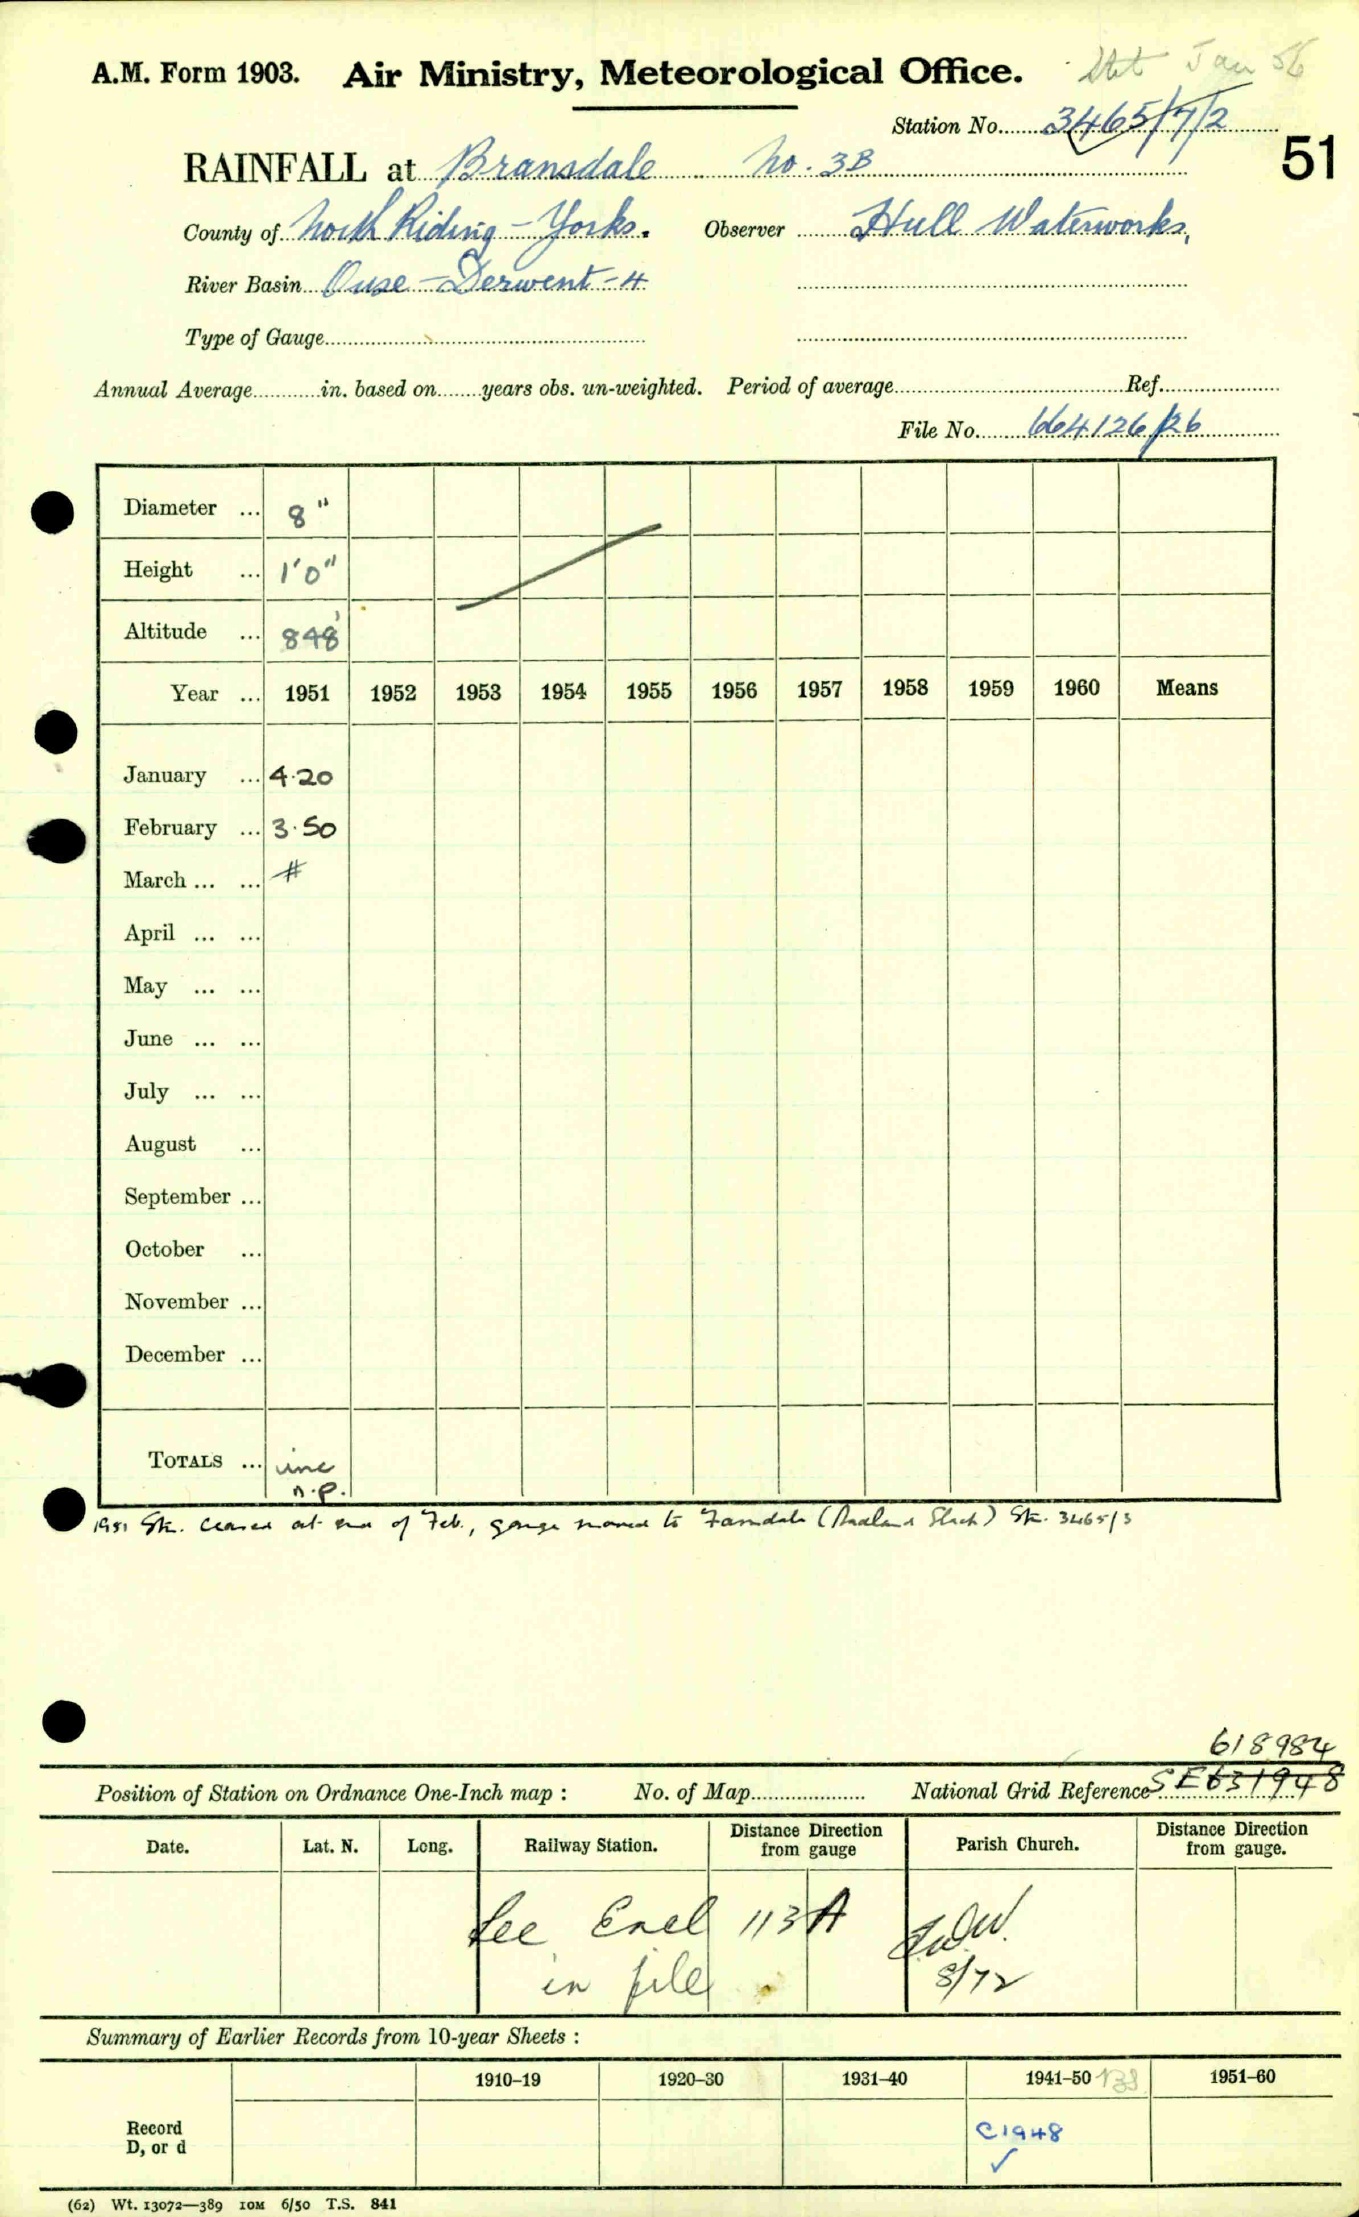 A.M. Form 1903. Air Ministry, Meteorological Office. Jan 56
Station No. 3465/7/2
51
RAINFALL at Bransdale No. 3B
County of North Riding - Yorks. Observer Hull Waterworks,
River Basin Ouse - Derwent - 4
Type of Gauge
Annual Average in. based on years obs. un-weighted. Period of average Ref.
File No. 664126/26
Diameter ... 8"
Height ... 1'0"
Altitude ... 848'
Year ... 1951 1952 1953 1954 1955 1956 1957 1958 1959 1960 Means
January ... 4.20
February ... 3.50
March ... ... #
April ... ...
May ... ...
June ... ...
July ... ...
August ...
September ...
October ...
November ...
December ...
TOTALS ... inc
n.p.
1951 Stn. ceased at end of Feb., gauge moved to Farndale ( ) Stn. 3465/3
618984
Position of Station on Ordnance One-Inch map : No. of Map National Grid Reference SE 631948
Date. Lat. N. Long. Railway Station. Distance Direction from gauge Parish Church. Distance Direction from gauge.
See Encl 113A
in file 8/72
Summary of Earlier Records from 10-year Sheets :
1910–19 1920–30 1931–40 1941–50 1951–60
Record
D, or d
C1948
(62) Wt. 13072—389 10M 6/50 T.S. 841